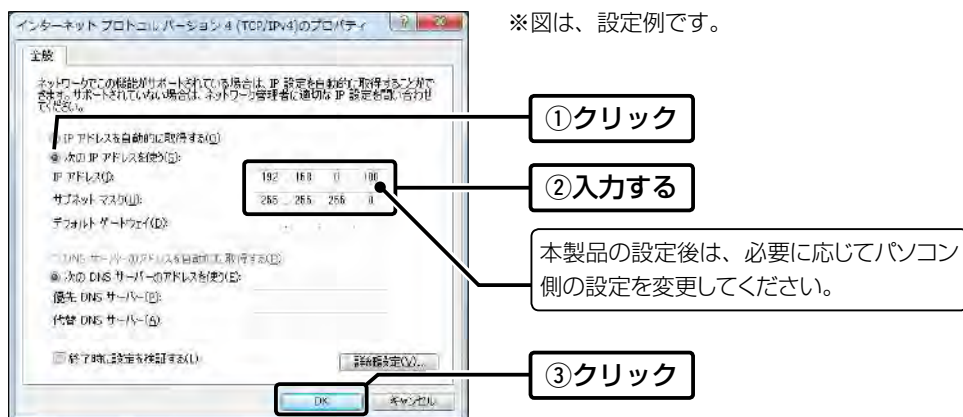 インターネット プロトコル バージョン 4 (TCP/IPv4)のプロパティ
※図は、設定例です。
全般
ネットワークでこの機能がサポートされている場合は、IP 設定を自動的に取得することがで
きます。サポートされていない場合は、ネットワーク管理者に適切な IP 設定を問い合わせ
てください。
①クリック
IP アドレスを自動的に取得する(O)
次の IP アドレスを使う(S):
IP アドレス(I): 192 168 0 100
②入力する
サブネット マスク(U): 255 255 255 0
デフォルト ゲートウェイ(D):
本製品の設定後は、必要に応じてパソコン
側の設定を変更してください。
DNS サーバーのアドレスを自動的に取得する(B)
次の DNS サーバーのアドレスを使う(E):
優先 DNS サーバー(P):
代替 DNS サーバー(A):
終了時に設定を検証する(L)
詳細設定(V)...
③クリック
OK
キャンセル